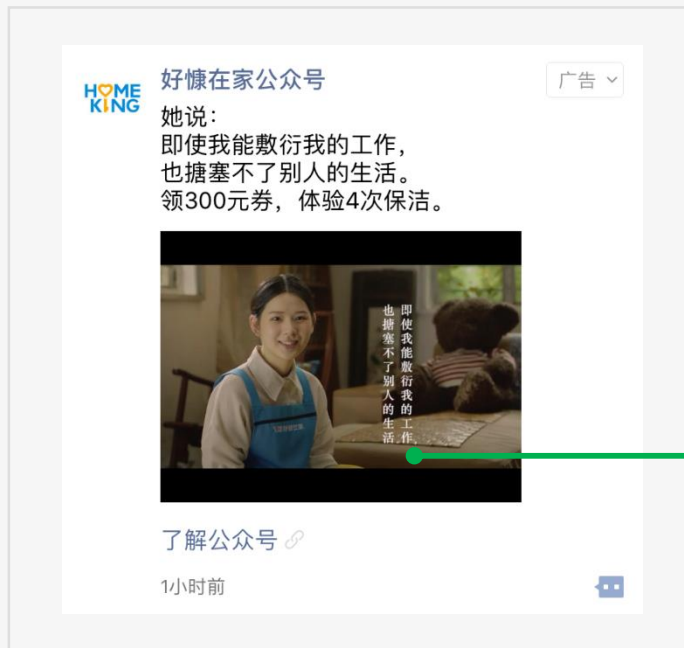 HOME
KING
好慷在家公众号
广告
她说：
即使我能敷衍我的工作，
也搪塞不了别人的生活。
领300元券，体验4次保洁。
即使我能敷衍我的工作，
也搪塞不了别人的生活
了解公众号
1小时前